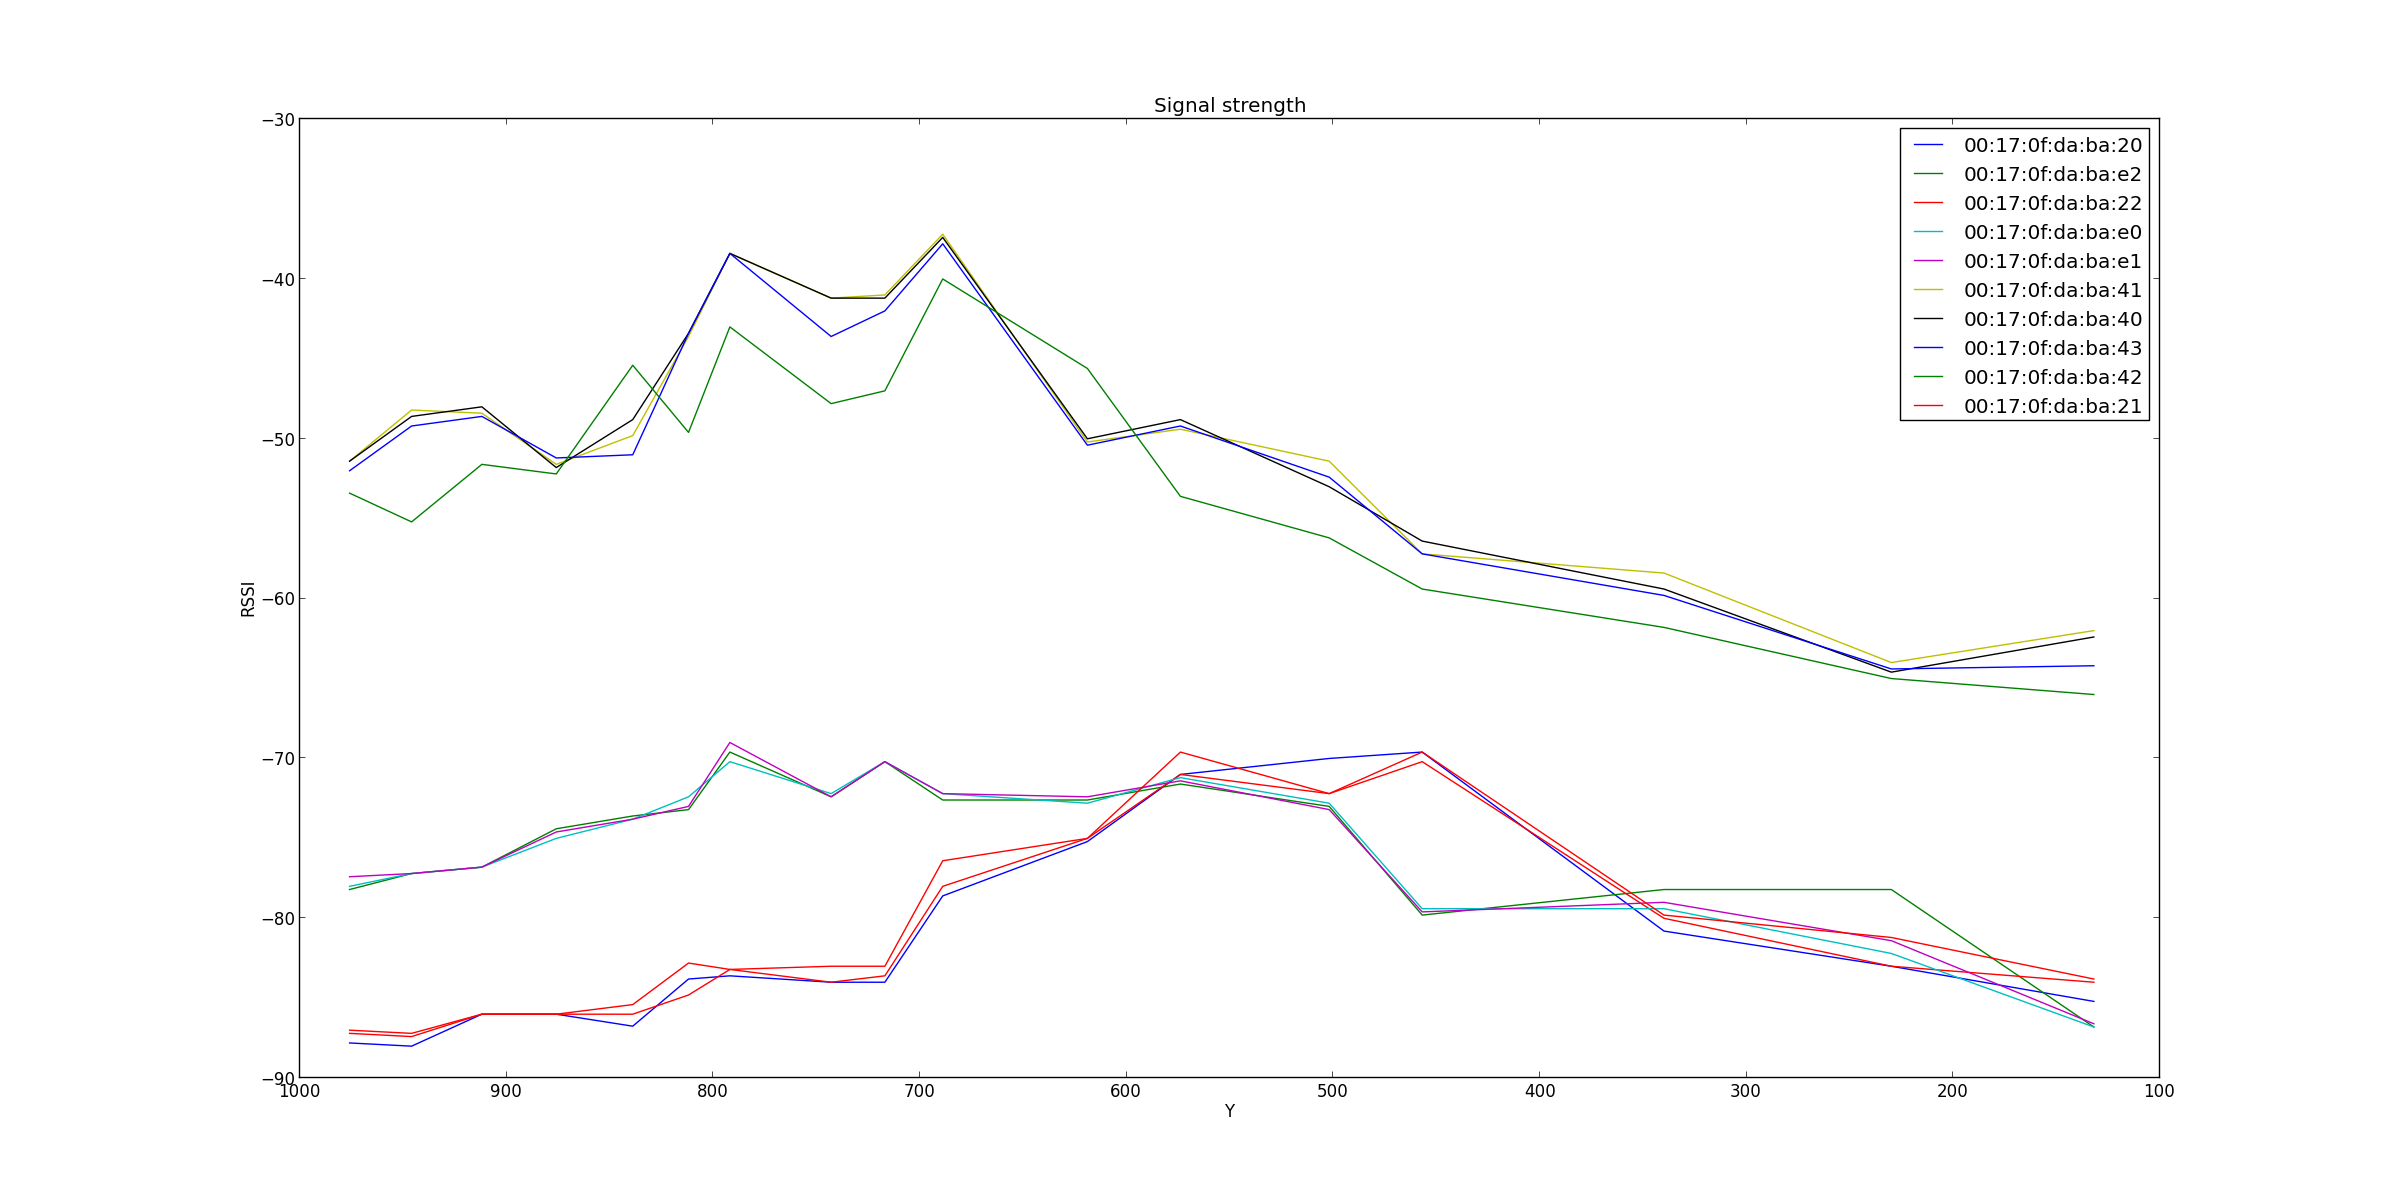 Signal strength
−30
−40
−50
−60
−70
−80
−90
RSSI
1000 900 800 700 600 500 400 300 200 100
Y
00:17:0f:da:ba:20
00:17:0f:da:ba:e2
00:17:0f:da:ba:22
00:17:0f:da:ba:e0
00:17:0f:da:ba:e1
00:17:0f:da:ba:41
00:17:0f:da:ba:40
00:17:0f:da:ba:43
00:17:0f:da:ba:42
00:17:0f:da:ba:21